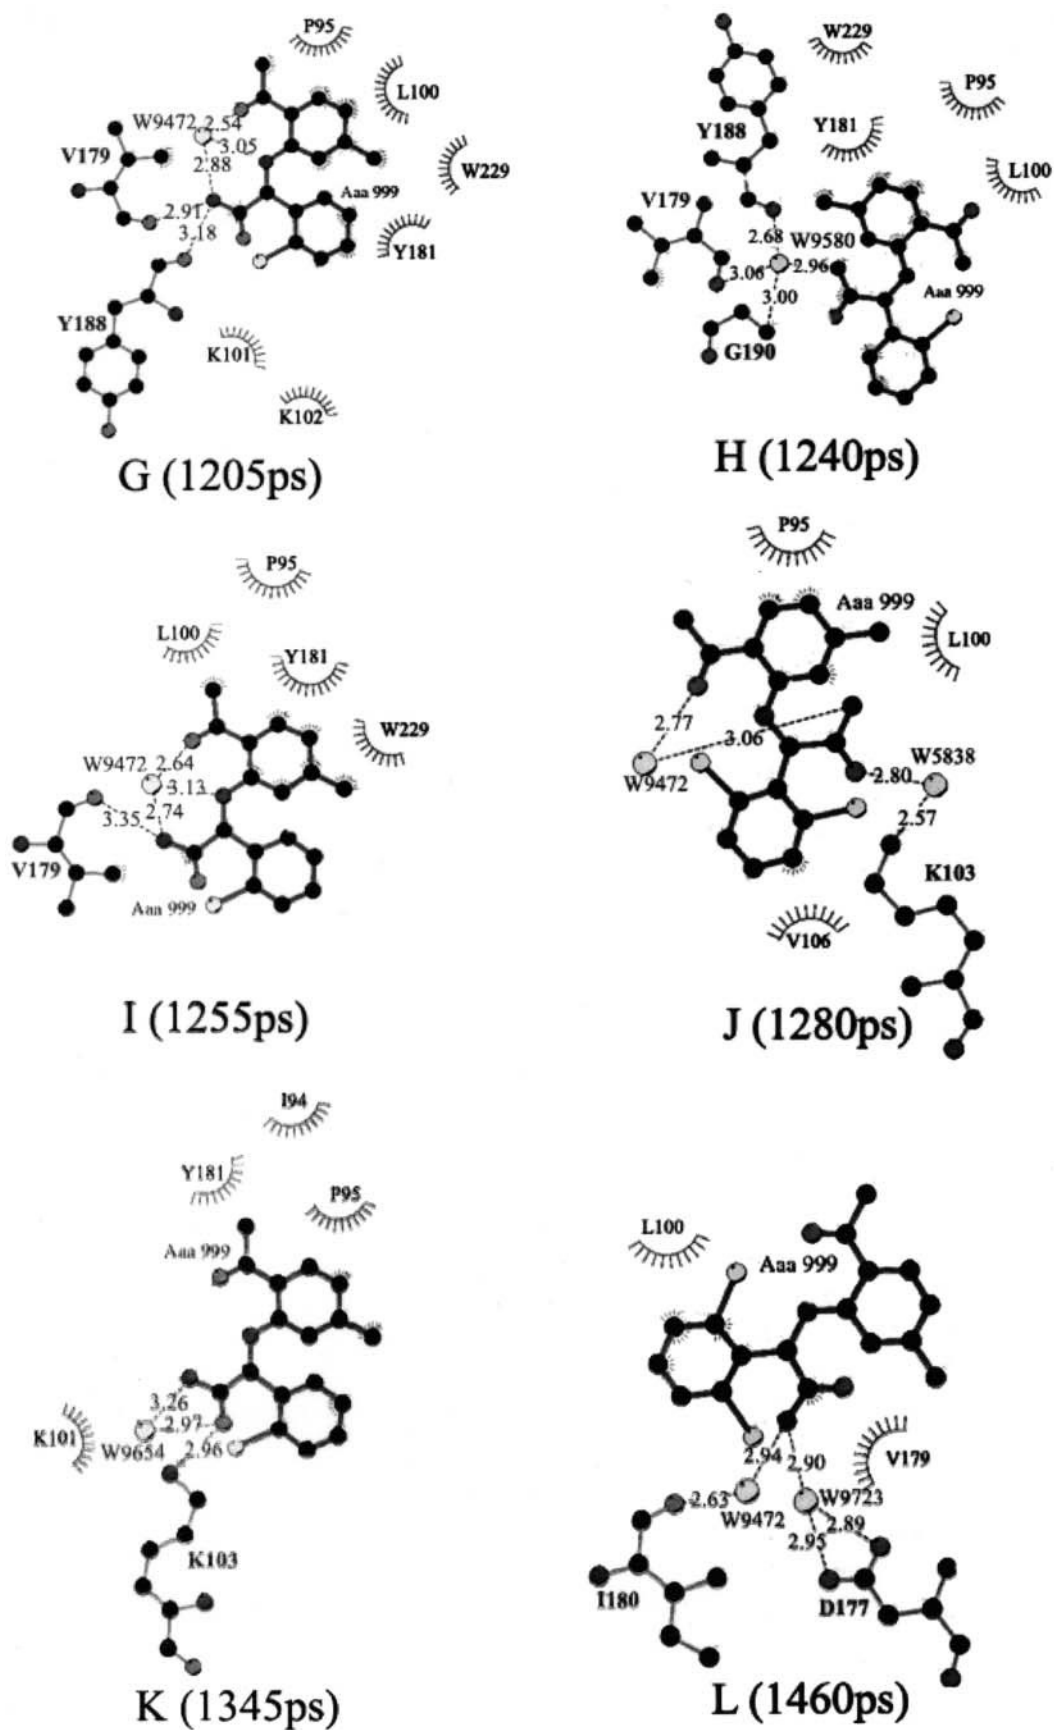 P95
L100
W9472 2.54
3.05
V179
2.88
W229
Aaa 999
2.91
3.18
Y181
Y188
K101
K102
G (1205ps)
W229
P95
Y188
Y181
L100
V179
2.68
W9580
3.06
2.96
Aaa 999
3.00
G190
H (1240ps)
P95
L100
Y181
W229
W9472
2.64
3.13
2.74
3.35
V179
Aaa 999
I (1255ps)
P95
Aaa 999
L100
2.77
3.06
W5838
W9472
2.80
2.57
K103
V106
J (1280ps)
I94
Y181
P95
Aaa 999
3.26
K101
2.97
W9654
2.96
K103
K (1345ps)
L100
Aaa 999
2.94
2.90
V179
2.63
W9472
W9723
2.89
2.95
I180
D177
L (1460ps)